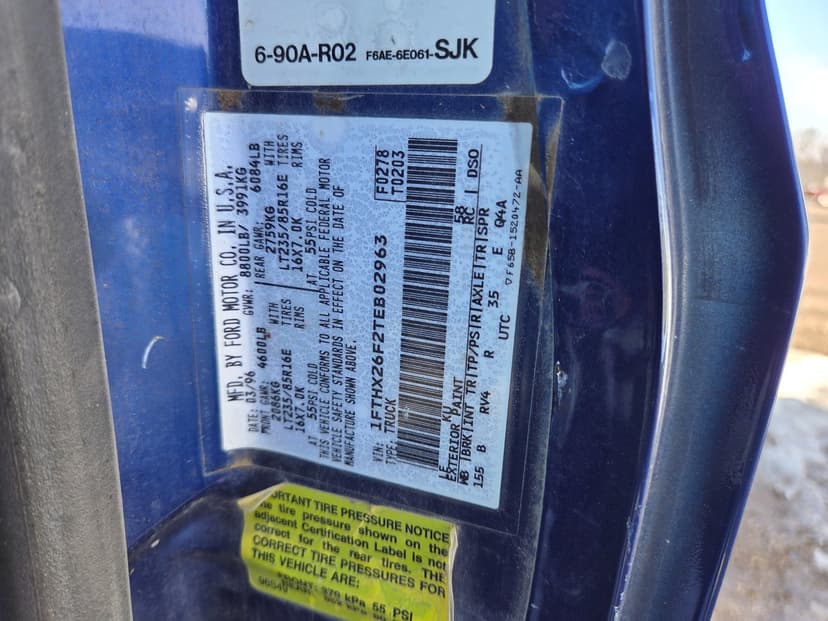 6-90A-R02 F6AE-6E061-SJK
MFD. BY FORD MOTOR CO. IN U.S.A.
DATE: 03/96 GVWR: 8800LB/ 3991KG
FRONT GAWR: 4600LB REAR GAWR: 6084LB
2086KG 2759KG WITH
LT235/85R16E LT235/85R16E TIRES
16X7.0K RIMS 16X7.0K RIMS
AT 55PSI COLD AT 55PSI COLD
THIS VEHICLE CONFORMS TO ALL APPLICABLE FEDERAL MOTOR
VEHICLE SAFETY STANDARDS IN EFFECT ON THE DATE OF
MANUFACTURE SHOWN ABOVE.
VIN: 1FTHX26F2TEB02963 F0278
TYPE: TRUCK T0203
LE KU 58
EXTERIOR PAINT RC DSO
WB BRK INT TR TP/PS R AXLE TR SPR
155 B RV4 R 35 E Q4A
UTC ▽F65B-1520472-AA
ORTANT TIRE PRESSURE NOTICE
tire pressure shown on the
adjacent Certification Label is not
correct for the rear tires. THE
CORRECT TIRE PRESSURES FOR
THIS VEHICLE ARE:
kPa 55 PSI